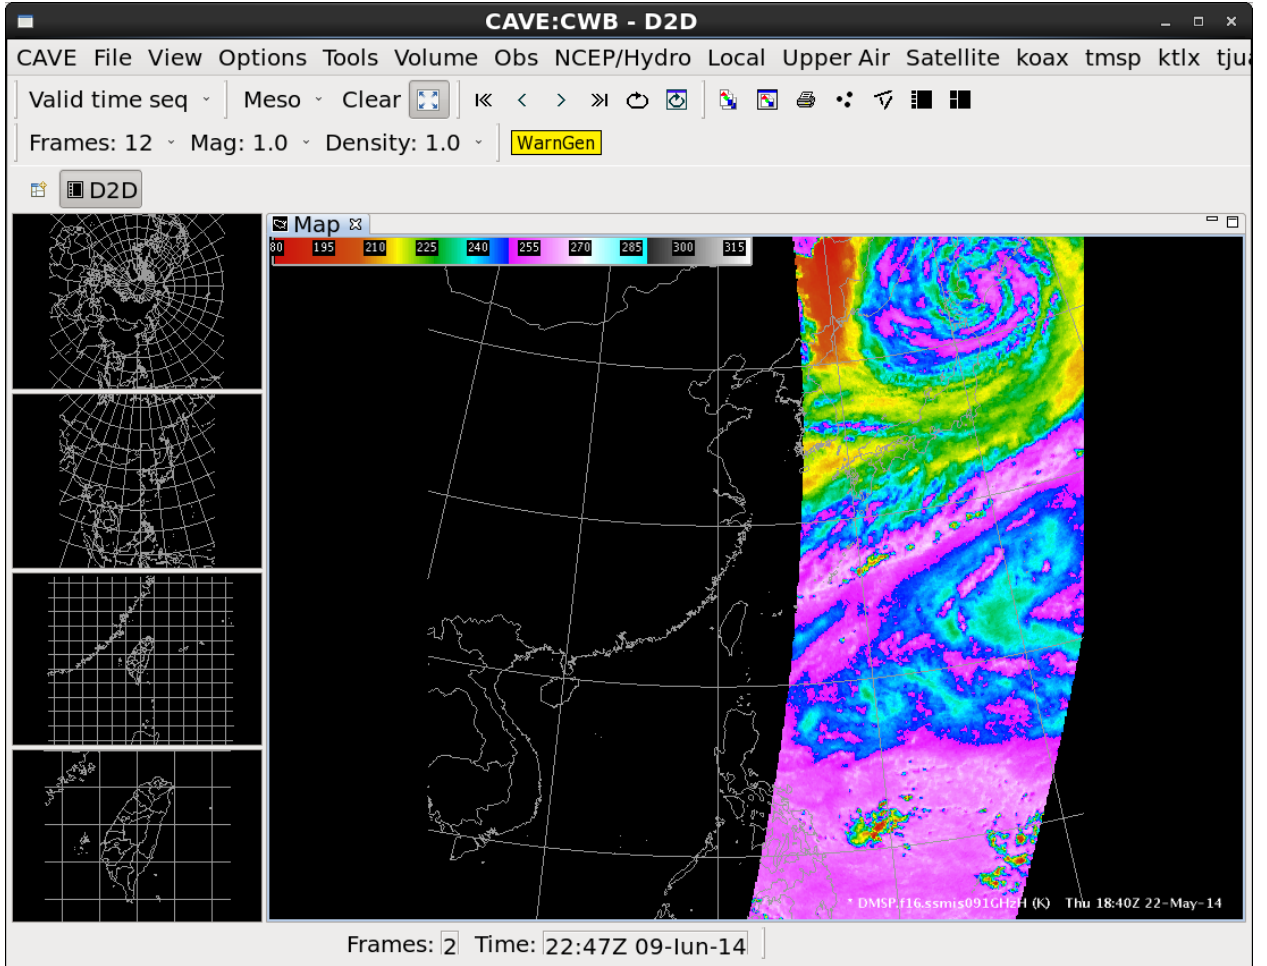 CAVE:CWB - D2D
CAVE File View Options Tools Volume Obs NCEP/Hydro Local Upper Air Satellite koax tmsp ktlx
Valid time seq Meso Clear
Frames: 12 Mag: 1.0 Density: 1.0 WarnGen
D2D
Map
80 195 210 225 240 255 270 285 300 315
* DMSP.f16.ssmis091GHzH (K) Thu 18:40Z 22-May-14
Frames: 2 Time: 22:47Z 09-Jun-14